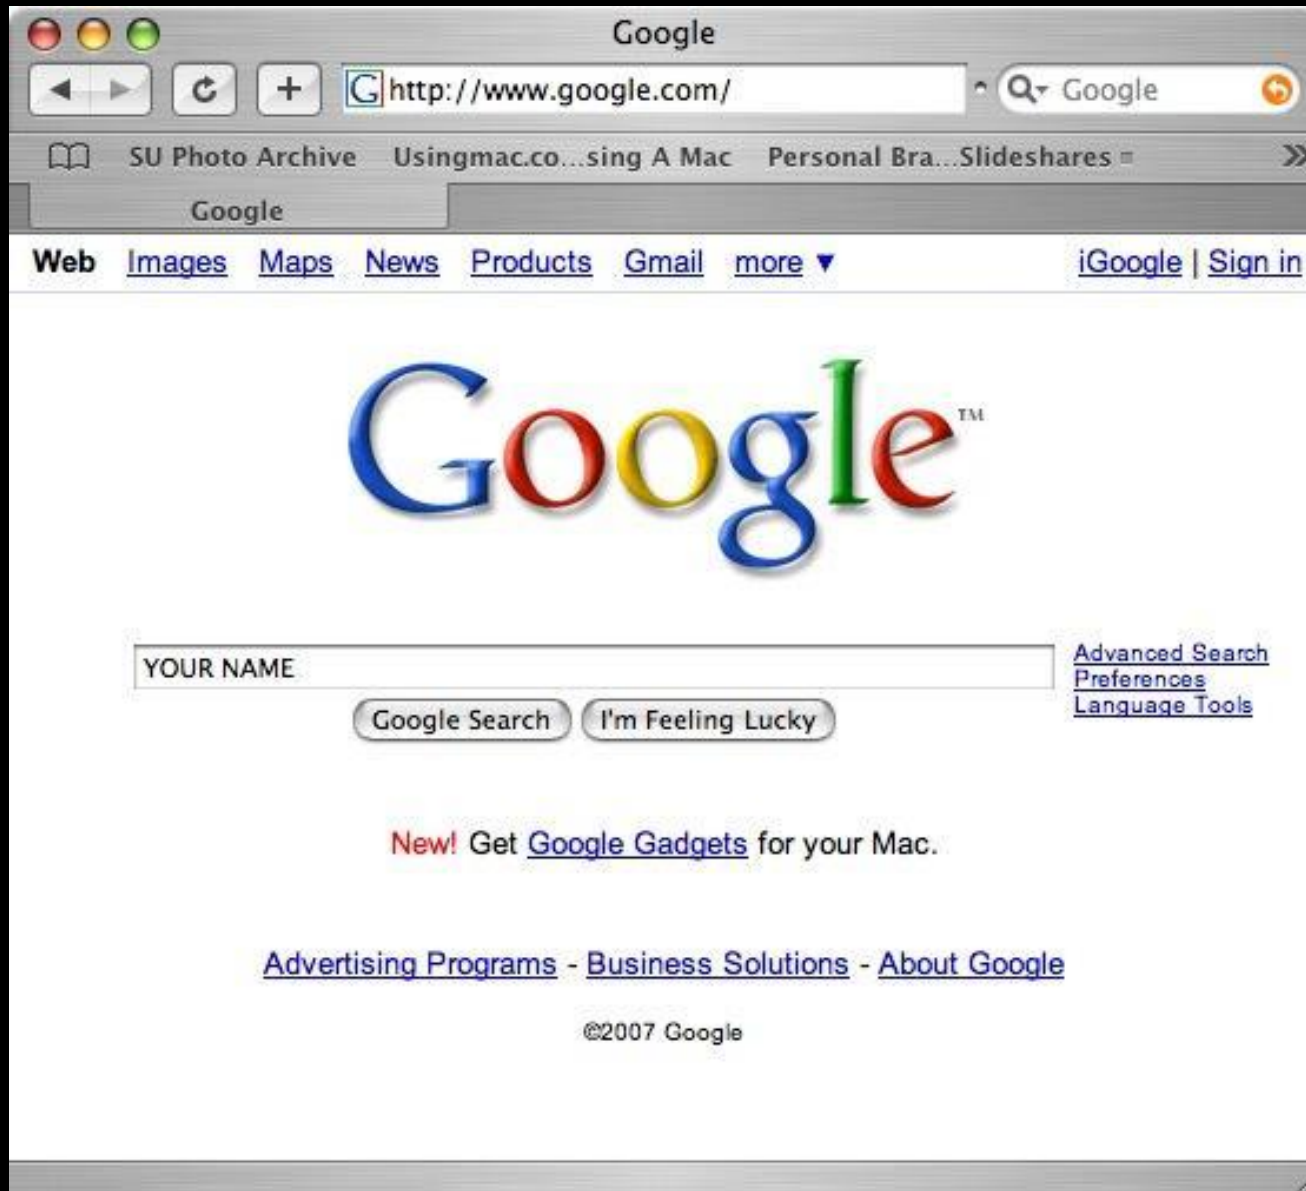 Google
http://www.google.com/ Google
SU Photo Archive Usingmac.co...sing A Mac Personal Bra...Slideshares
Google
Web Images Maps News Products Gmail more ▼ iGoogle | Sign in
Google™
YOUR NAME
Advanced Search
Preferences
Language Tools
Google Search I'm Feeling Lucky
New! Get Google Gadgets for your Mac.
Advertising Programs - Business Solutions - About Google
©2007 Google